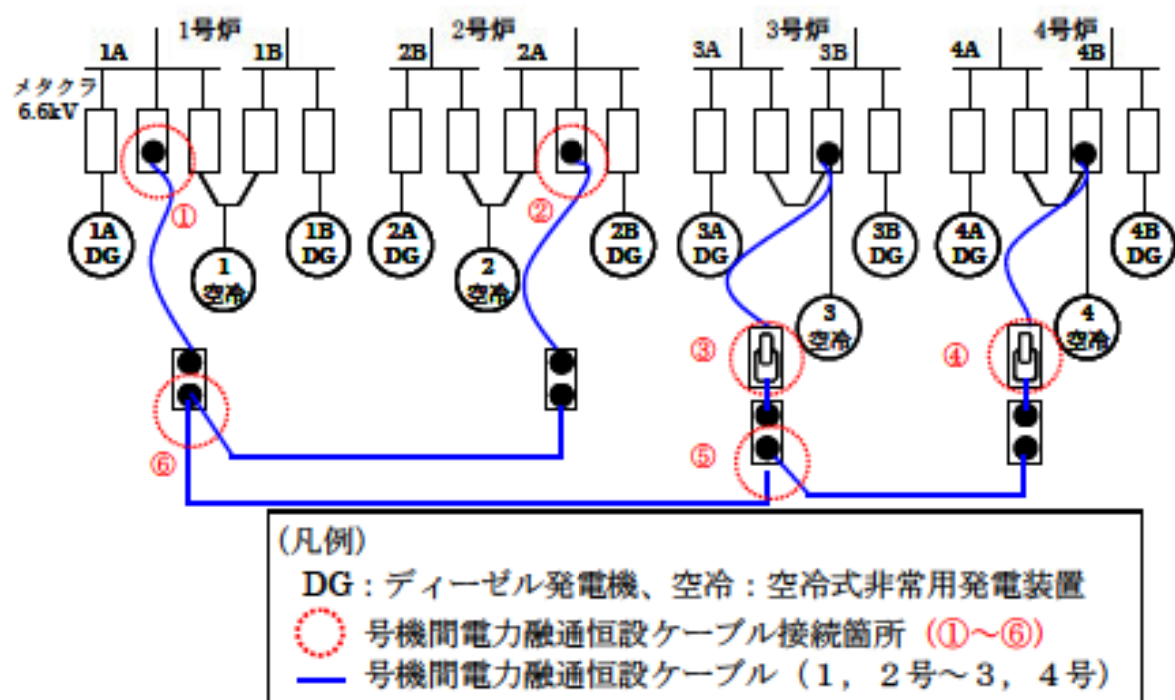 1号炉 2号炉 3号炉 4号炉
1A 1B 2B 2A 3A 3B 4A 4B
メタクラ
6.6kV
① ②
1A DG
1 空冷
1B DG
2A DG
2 空冷
2B DG
3A DG
3 空冷
3B DG
4A DG
4 空冷
4B DG
③ ④
⑥ ⑤
(凡例)
DG：ディーゼル発電機、空冷：空冷式非常用発電装置
号機間電力融通恒設ケーブル接続箇所（①～⑥）
号機間電力融通恒設ケーブル（1，2号～3，4号）